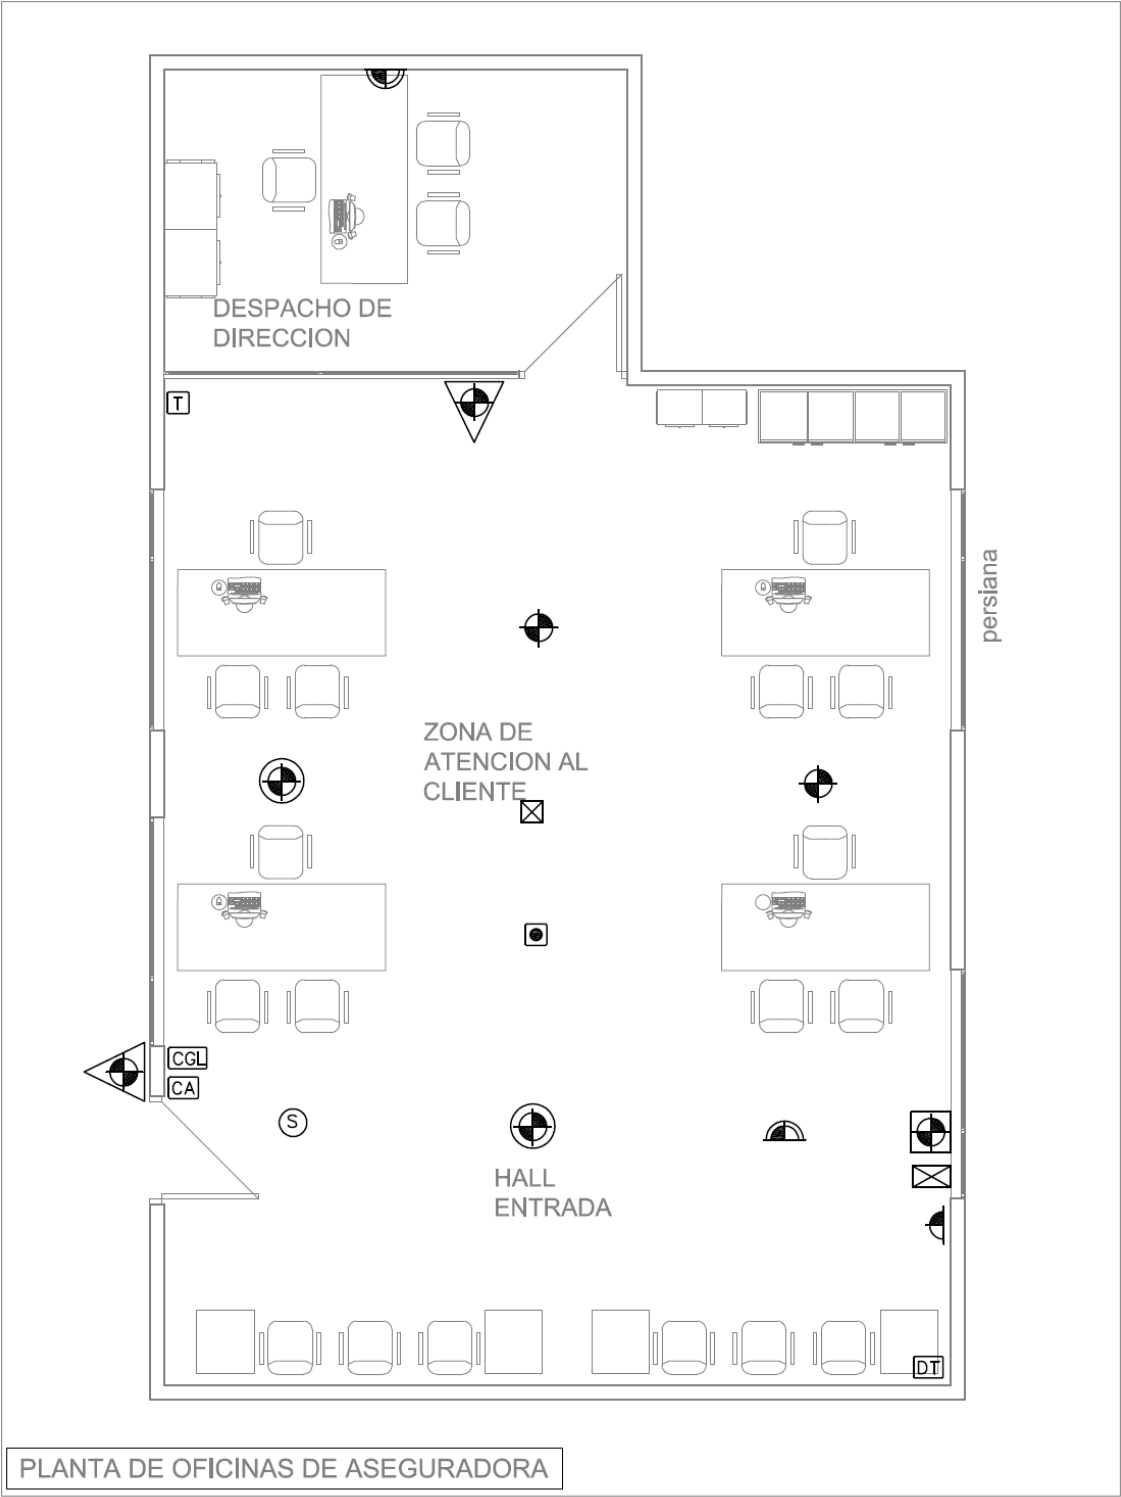 DESPACHO DE
DIRECCION
T
persiana
ZONA DE
ATENCION AL
CLIENTE
CGL
CA
S
HALL
ENTRADA
DT
PLANTA DE OFICINAS DE ASEGURADORA